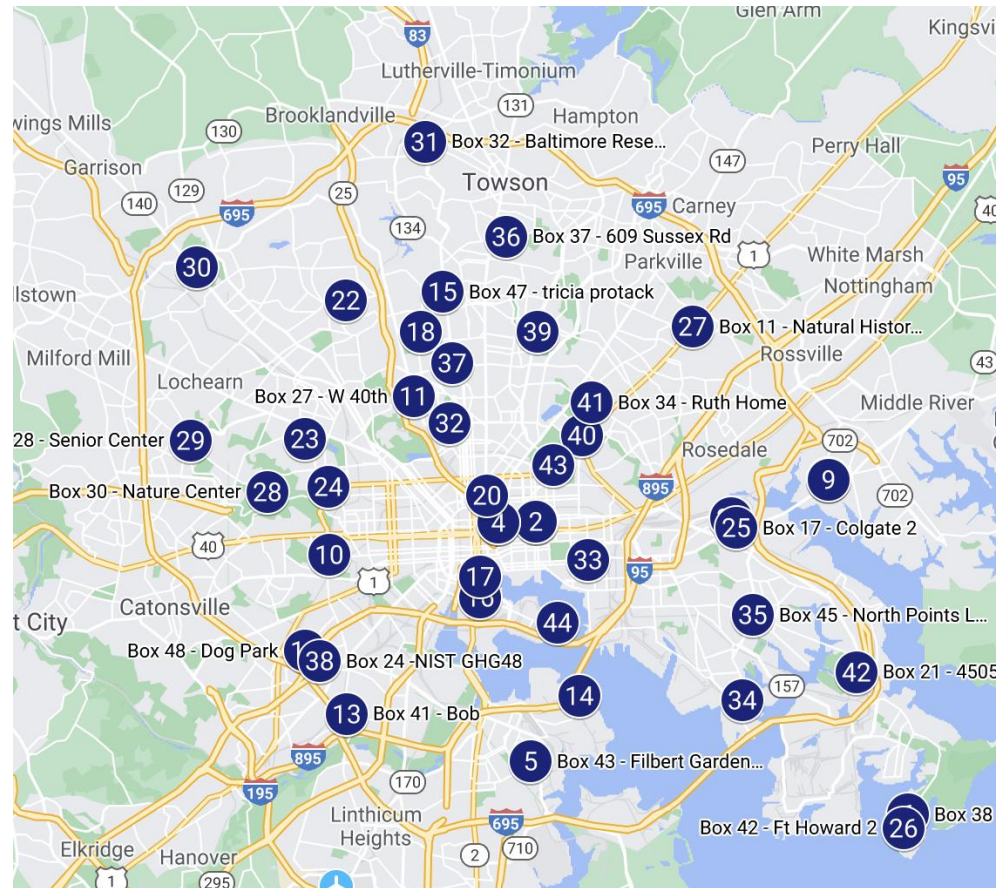 Glen Arm
Kingsvi
83
Lutherville-Timonium
131
wings Mills
130
Brooklandville
Hampton
31 Box 32 - Baltimore Rese...
Perry Hall
Garrison
147
95
129
25
Towson
140
695
695 Carney
40
134
36 Box 37 - 609 Sussex Rd
1
White Marsh
30
Parkville
Nottingham
llstown
22
15 Box 47 - tricia protack
18
39
27 Box 11 - Natural Histor...
Milford Mill
37
Rossville
43
Lochearn
Box 27 - W 40th 11
41 Box 34 - Ruth Home
Middle River
32
28 - Senior Center 29
23
40
702
Rosedale
43
Box 30 - Nature Center 28
24
20
895
9
702
4
2
25 Box 17 - Colgate 2
40
10
33
1
17
95
Catonsville
16
35 Box 45 - North Points L...
t City
44
Box 48 - Dog Park 1
38 Box 24 -NIST GHG48
42 Box 21 - 4505
157
14
34
13 Box 41 - Bob
895
5 Box 43 - Filbert Garden...
170
195
Linthicum
Heights
695
Box 38
Box 42 - Ft Howard 2 26
710
2
Elkridge
Hanover
1
295